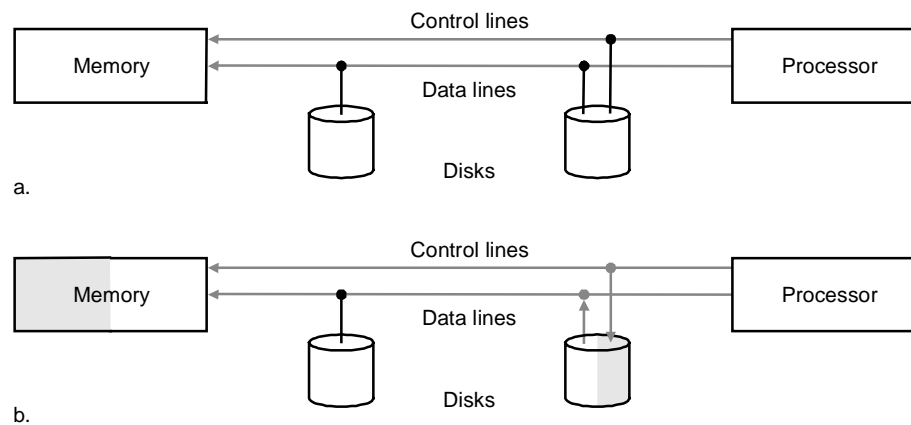 Control lines
Memory
Processor
Data lines
Disks
a.
Control lines
Memory
Processor
Data lines
Disks
b.